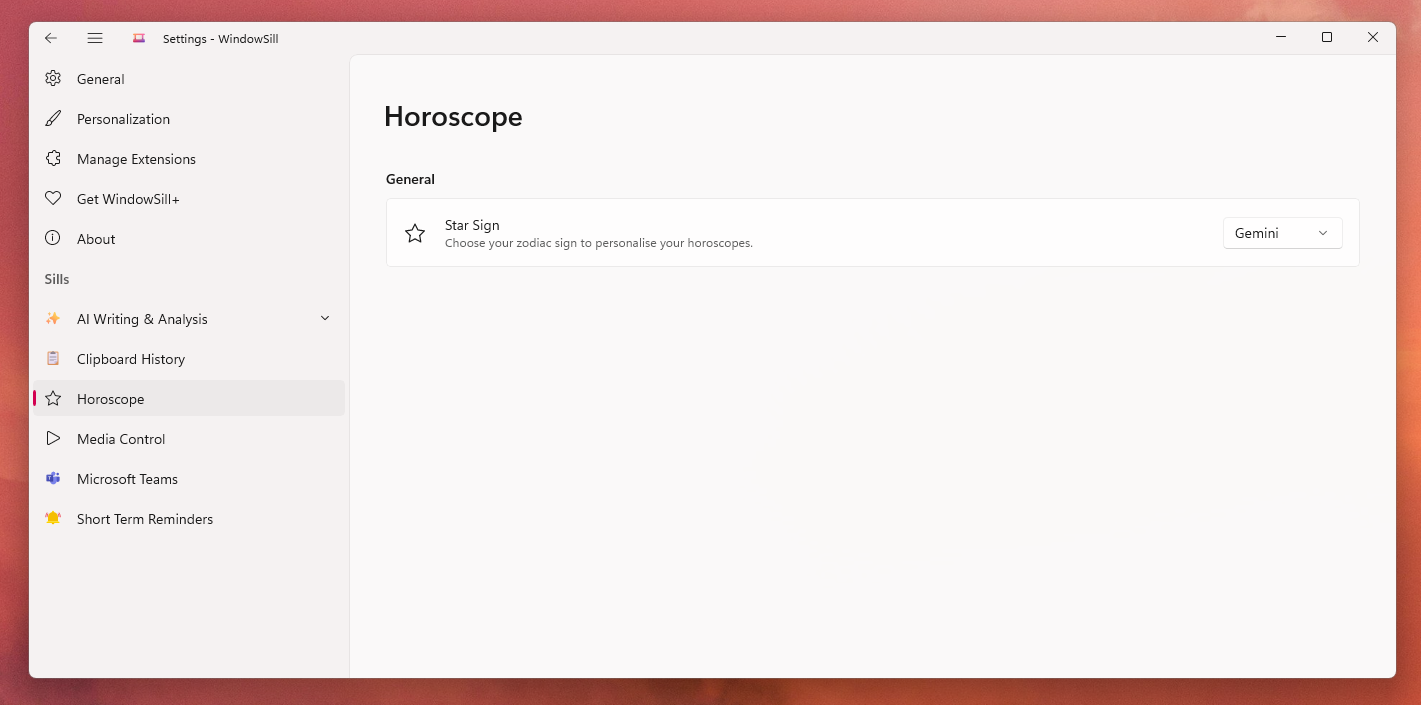 Settings - WindowSill
General
Personalization
Manage Extensions
Get WindowSill+
About
Sills
AI Writing & Analysis
Clipboard History
Horoscope
Media Control
Microsoft Teams
Short Term Reminders
Horoscope
General
Star Sign
Choose your zodiac sign to personalise your horoscopes.
Gemini